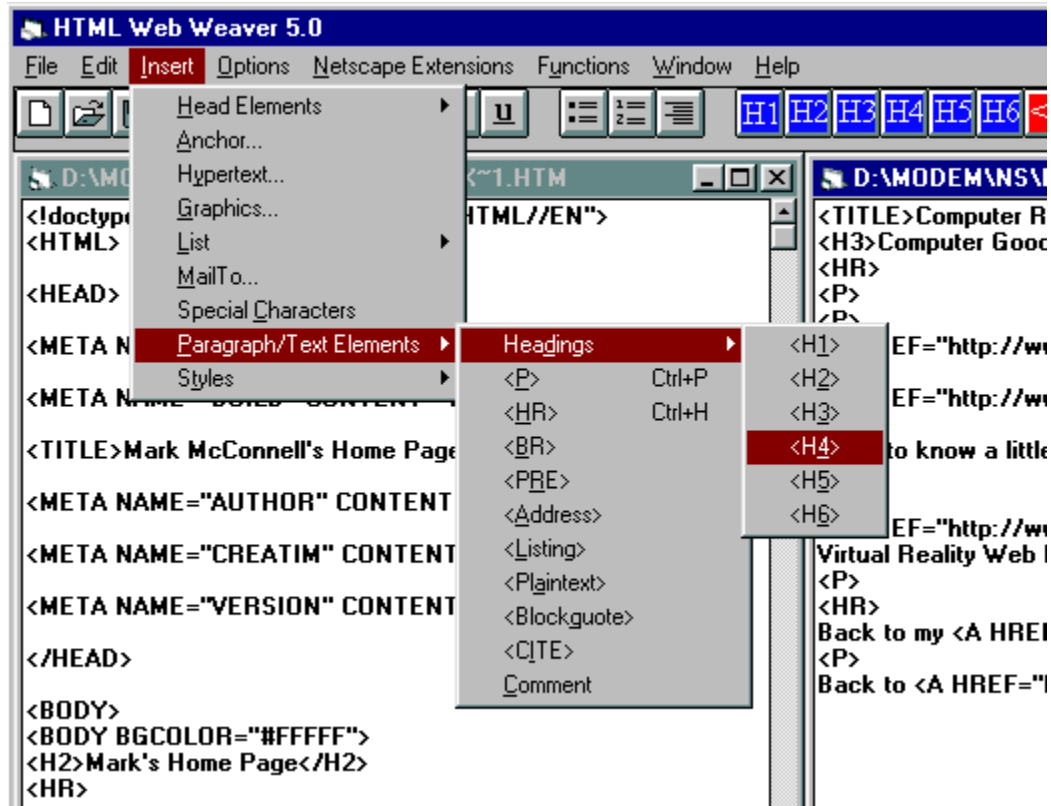 HTML Web Weaver 5.0
File Edit Insert Options Netscape Extensions Functions Window Help
u H1 H2 H3 H4 H5 H6 <
Head Elements
Anchor...
Hypertext...
Graphics...
List
MailTo...
Special Characters
Paragraph/Text Elements
Styles
Headings
<P> Ctrl+P
<HR> Ctrl+H
<BR>
<PRE>
<Address>
<Listing>
<Plaintext>
<Blockquote>
<CITE>
Comment
<H1>
<H2>
<H3>
<H4>
<H5>
<H6>
~1.HTM
<!doctype HTML//EN">
<HTML>
<HEAD>
<META N
<META
<TITLE>Mark McConnell's Home Page
<META NAME="AUTHOR" CONTENT
<META NAME="CREATIM" CONTENT
<META NAME="VERSION" CONTENT
</HEAD>
<BODY>
<BODY BGCOLOR="#FFFFF">
<H2>Mark's Home Page</H2>
<HR>
D:\MODEM\NS\
<TITLE>Computer R
<H3>Computer Good
<HR>
<P>
<P>
EF="http://w
EF="http://w
to know a little
EF="http://w
Virtual Reality Web
<P>
<HR>
Back to my <A HREF
<P>
Back to <A HREF="